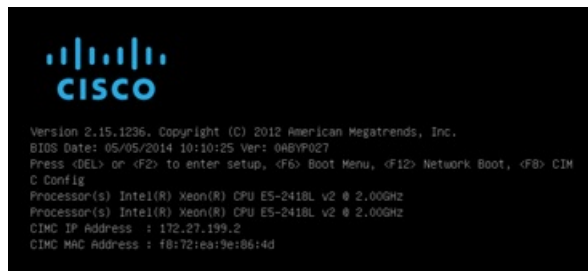 CISCO
Version 2.15.1236. Copyright (C) 2012 American Megatrends, Inc.
BIOS Date: 05/05/2014 10:10:25 Ver: 0ABYP027
Press <DEL> or <F2> to enter setup, <F6> Boot Menu, <F12> Network Boot, <F8> CIM
C Config
Processor(s) Intel(R) Xeon(R) CPU E5-2418L v2 @ 2.00GHz
Processor(s) Intel(R) Xeon(R) CPU E5-2418L v2 @ 2.00GHz
CIMC IP Address : 172.27.199.2
CIMC MAC Address : f8:72:ea:9e:86:4d